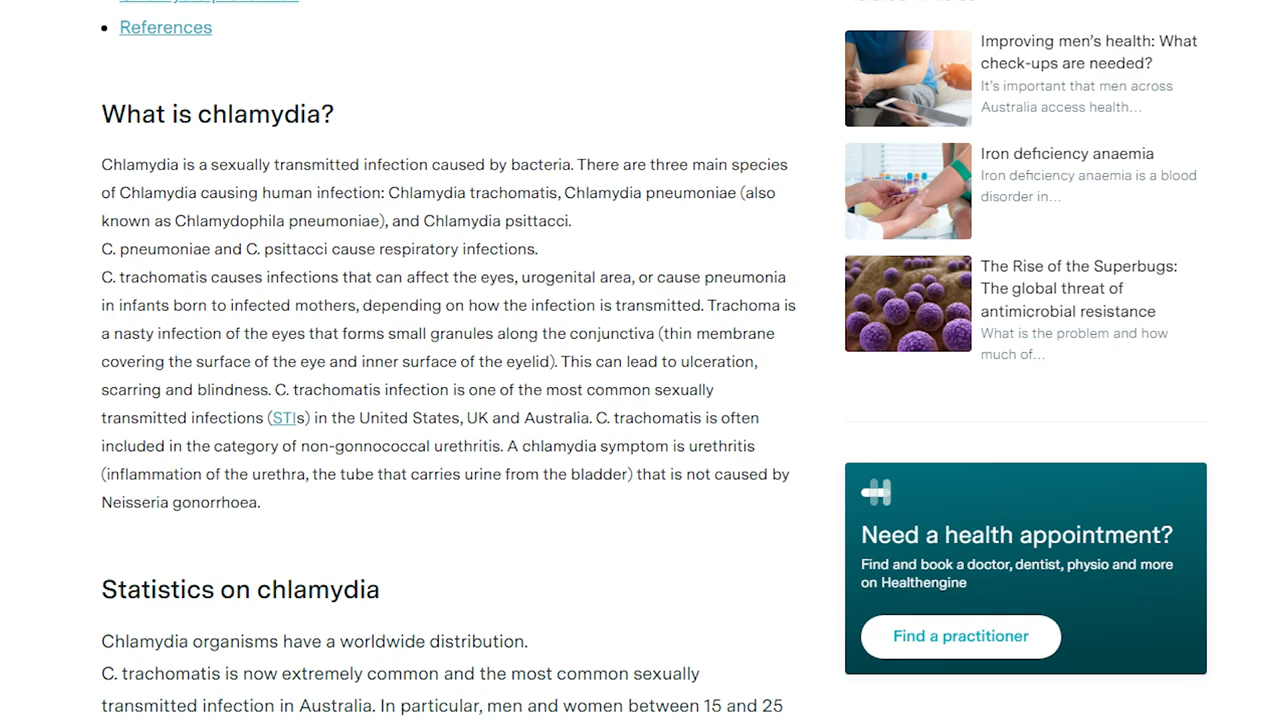 References
What is chlamydia?
Chlamydia is a sexually transmitted infection caused by bacteria. There are three main species
of Chlamydia causing human infection: Chlamydia trachomatis, Chlamydia pneumoniae (also
known as Chlamydophila pneumoniae), and Chlamydia psittacci.
C. pneumoniae and C. psittacci cause respiratory infections.
C. trachomatis causes infections that can affect the eyes, urogenital area, or cause pneumonia
in infants born to infected mothers, depending on how the infection is transmitted. Trachoma is
a nasty infection of the eyes that forms small granules along the conjunctiva (thin membrane
covering the surface of the eye and inner surface of the eyelid). This can lead to ulceration,
scarring and blindness. C. trachomatis infection is one of the most common sexually
transmitted infections (STIs) in the United States, UK and Australia. C. trachomatis is often
included in the category of non-gonnococcal urethritis. A chlamydia symptom is urethritis
(inflammation of the urethra, the tube that carries urine from the bladder) that is not caused by
Neisseria gonorrhoea.
Statistics on chlamydia
Chlamydia organisms have a worldwide distribution.
C. trachomatis is now extremely common and the most common sexually
transmitted infection in Australia. In particular, men and women between 15 and 25
Improving men's health: What
check-ups are needed?
It's important that men across
Australia access health...
Iron deficiency anaemia
Iron deficiency anaemia is a blood
disorder in...
The Rise of the Superbugs:
The global threat of
antimicrobial resistance
What is the problem and how
much of...
Need a health appointment?
Find and book a doctor, dentist, physio and more
on Healthengine
Find a practitioner